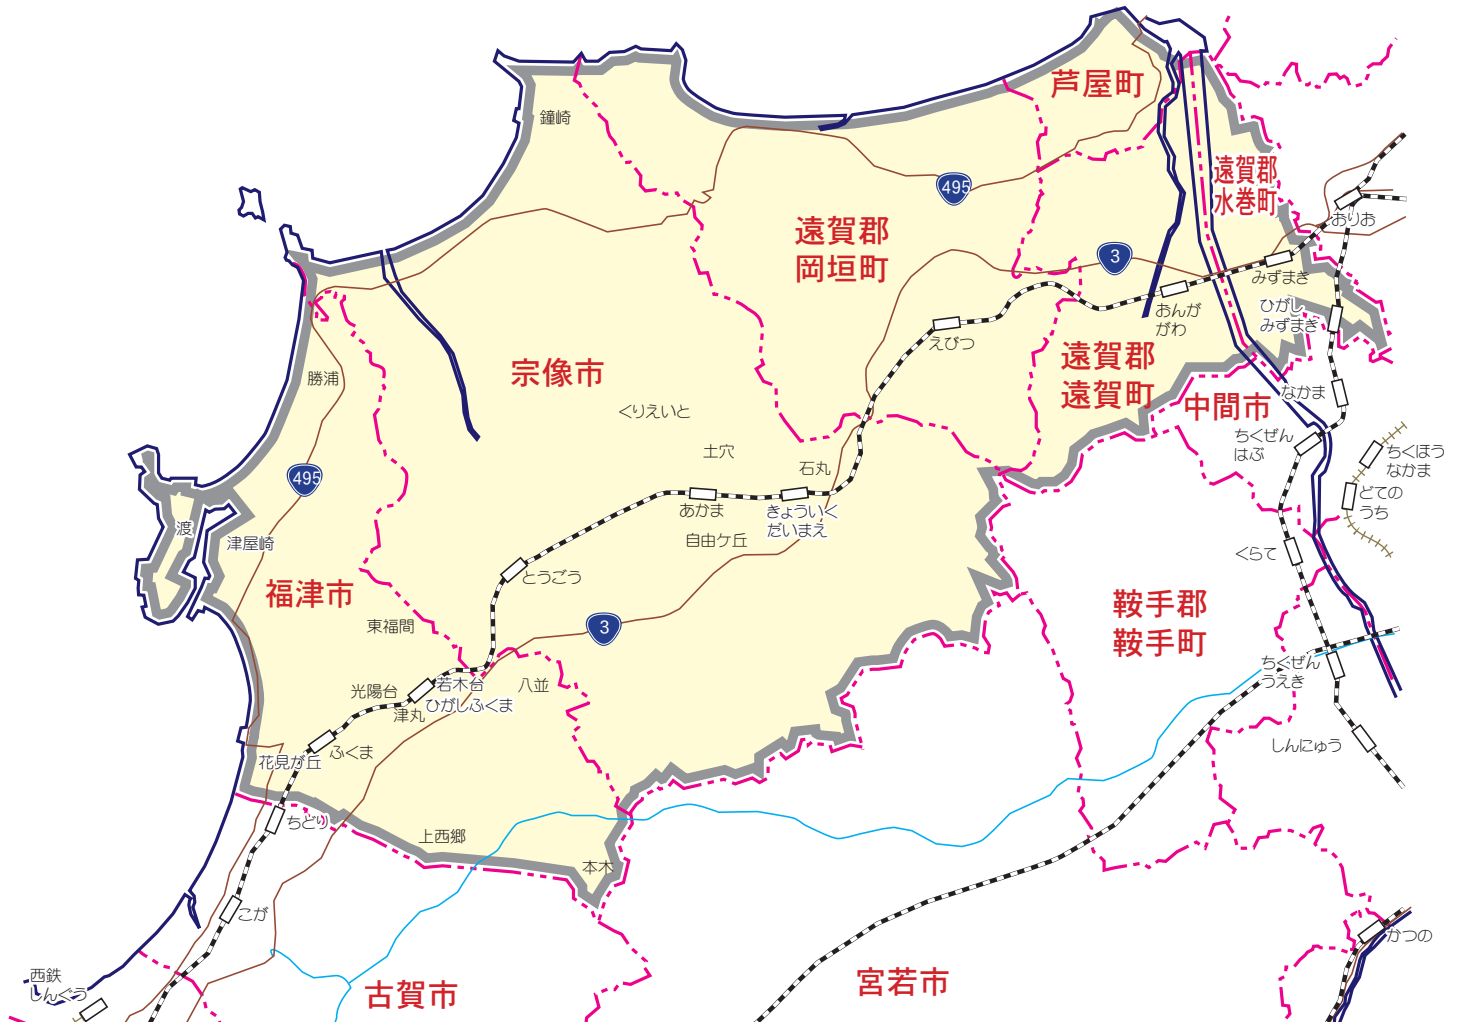 芦屋町
鐘崎
495
遠賀郡
水巻町
おりお
遠賀郡
岡垣町
3
みずまき
おんが
がわ
ひがし
みずまき
えびつ
遠賀郡
遠賀町
宗像市
勝浦
なかま
中間市
くりえいと
ちくぜん
はぶ
ちくほう
なかま
土穴
石丸
495
あかま
きょういく
だいまえ
どての
うち
渡
津屋崎
自由ケ丘
くらて
とうごう
福津市
鞍手郡
鞍手町
東福間
3
ちくぜん
うえき
光陽台
若木台
八並
津丸
ひがしふくま
ふくま
花見が丘
しんにゅう
ちどり
上西郷
本木
こが
かつの
西鉄
しんぐう
古賀市
宮若市